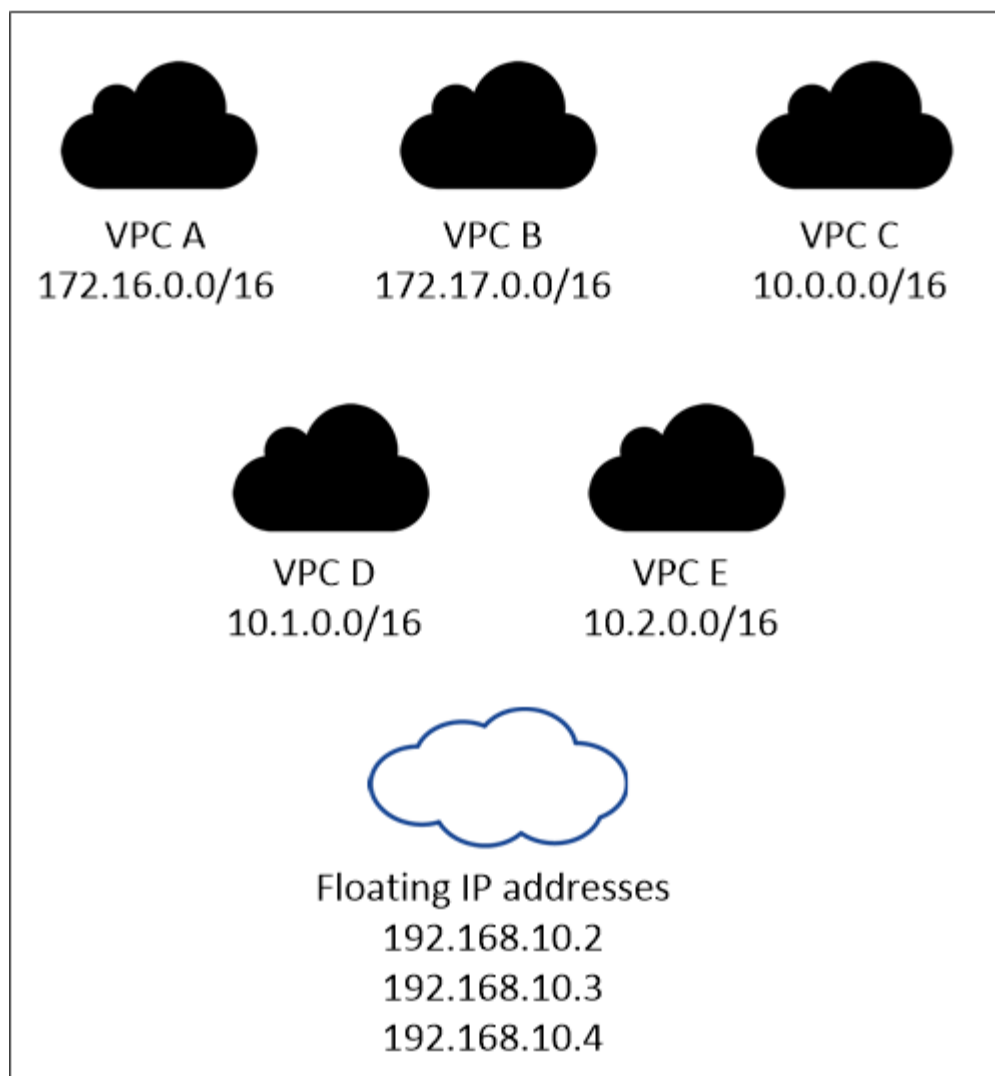 VPC A
172.16.0.0/16
VPC B
172.17.0.0/16
VPC C
10.0.0.0/16
VPC D
10.1.0.0/16
VPC E
10.2.0.0/16
Floating IP addresses
192.168.10.2
192.168.10.3
192.168.10.4